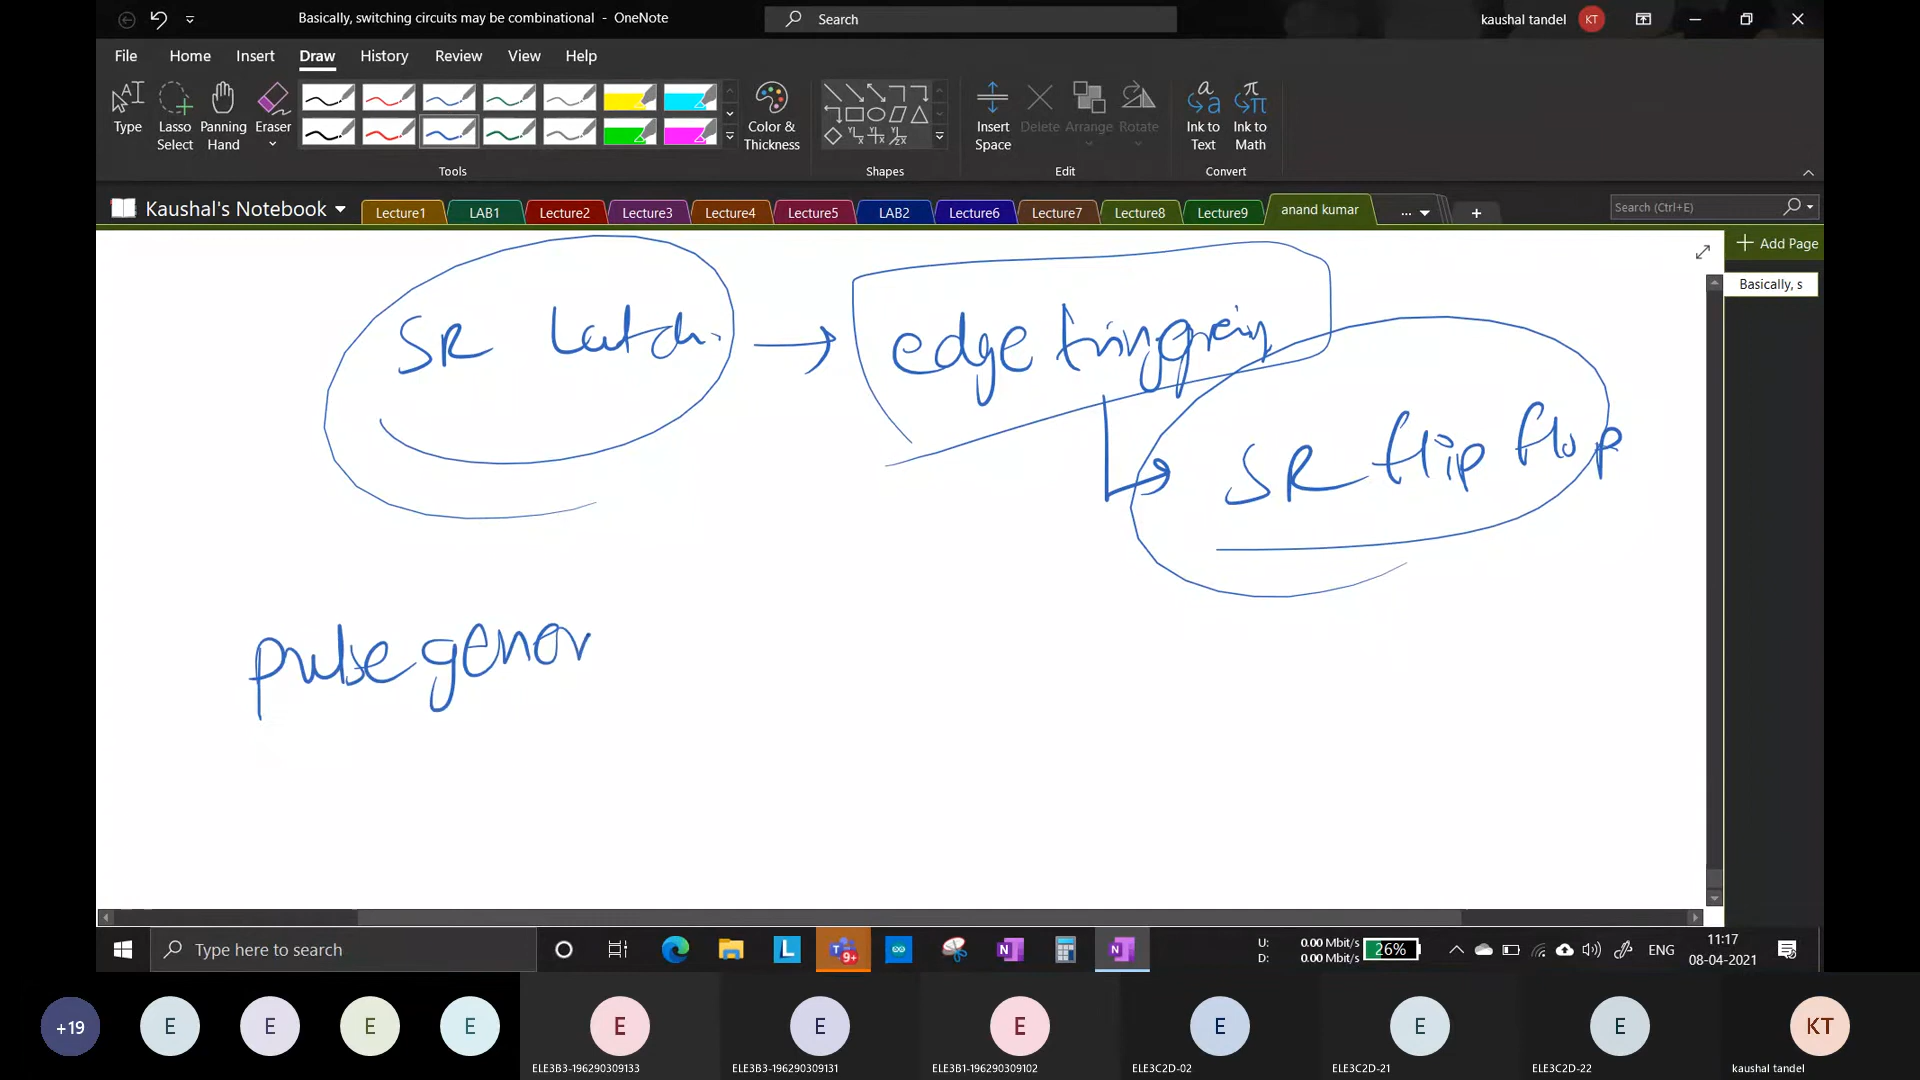 Basically, switching circuits may be combinational - OneNote
Search
kaushal tandel KT
File Home Insert Draw History Review View Help
Type
Lasso Select
Panning Hand
Eraser
Color & Thickness
Insert Space
Delete
Arrange
Rotate
Ink to Text
Ink to Math
Tools Shapes Edit Convert
Kaushal's Notebook Lecture1 LAB1 Lecture2 Lecture3 Lecture4 Lecture5 LAB2 Lecture6 Lecture7 Lecture8 Lecture9 anand kumar ... +
Search (Ctrl+E)
Add Page
Basically, s
SR Latch. → edge
SR flip flop
pulse genor
Type here to search
9+
U: 0.00 Mbit/s
D: 0.00 Mbit/s
26%
ENG
11:17
08-04-2021
+19 E E E E E E E E E E KT
ELE3B3-196290309133 ELE3B3-196290309131 ELE3B1-196290309102 ELE3C2D-02 ELE3C2D-21 ELE3C2D-22 kaushal tandel